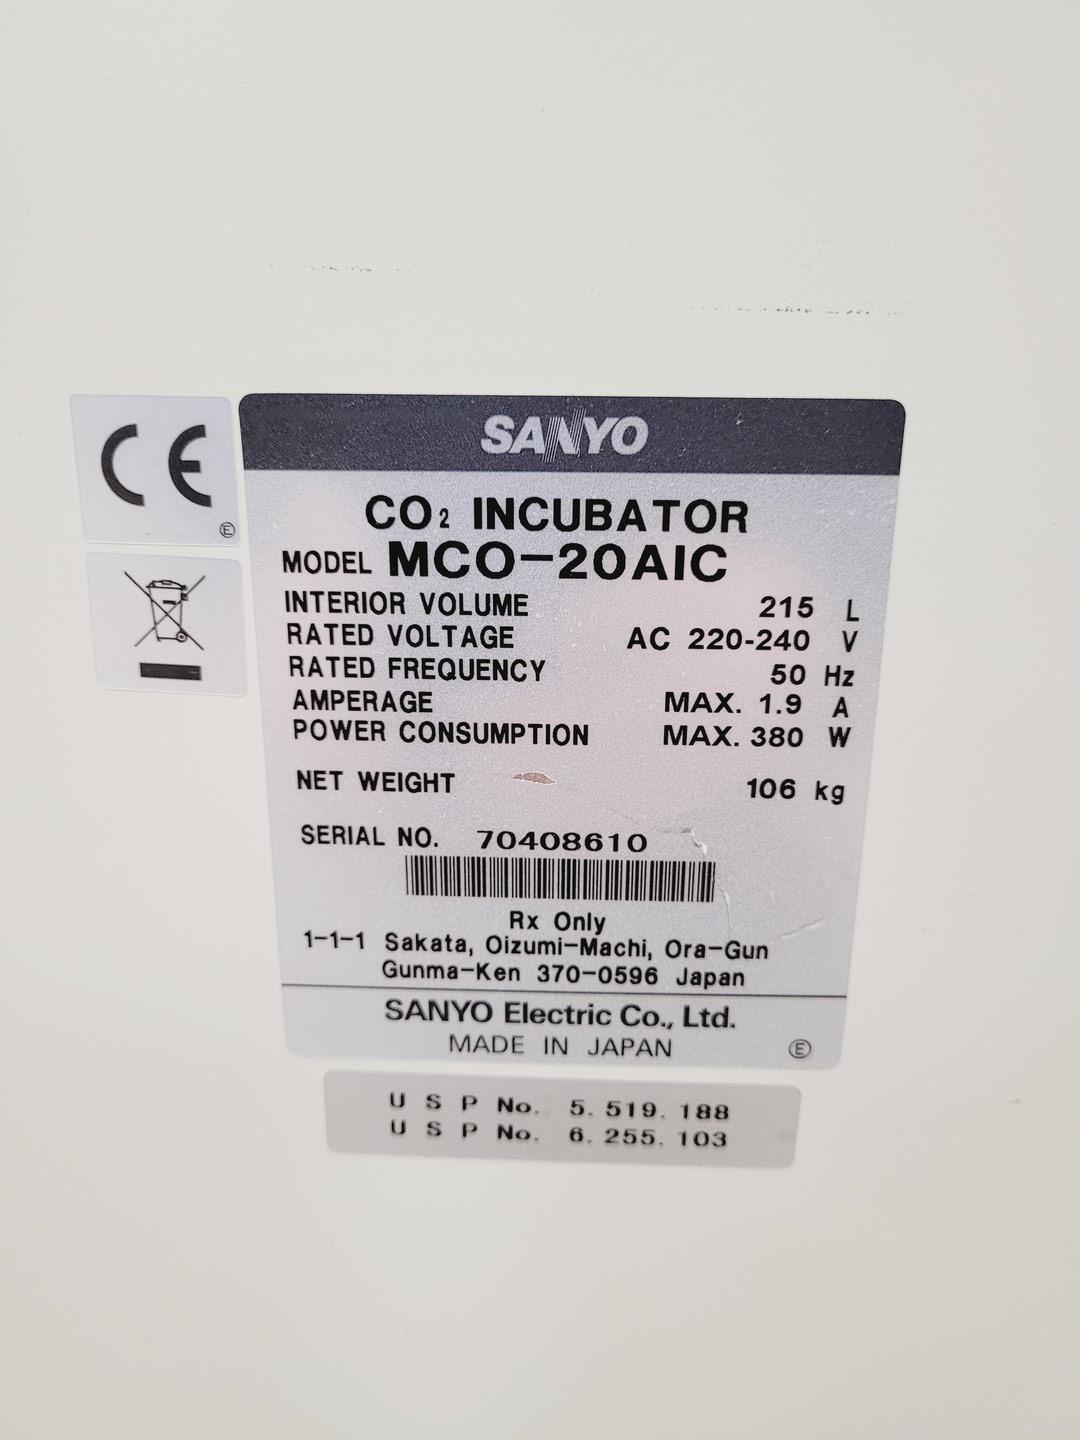 CE
E
SANYO
CO₂ INCUBATOR
MODEL MCO-20AIC
INTERIOR VOLUME 215 L
RATED VOLTAGE AC 220-240 V
RATED FREQUENCY 50 Hz
AMPERAGE MAX. 1.9 A
POWER CONSUMPTION MAX. 380 W
NET WEIGHT 106 kg
SERIAL NO. 70408610
Rx Only
1-1-1 Sakata, Oizumi-Machi, Ora-Gun
Gunma-Ken 370-0596 Japan
SANYO Electric Co., Ltd.
MADE IN JAPAN Ⓔ
U S P No. 5. 519. 188
U S P No. 6. 255. 103